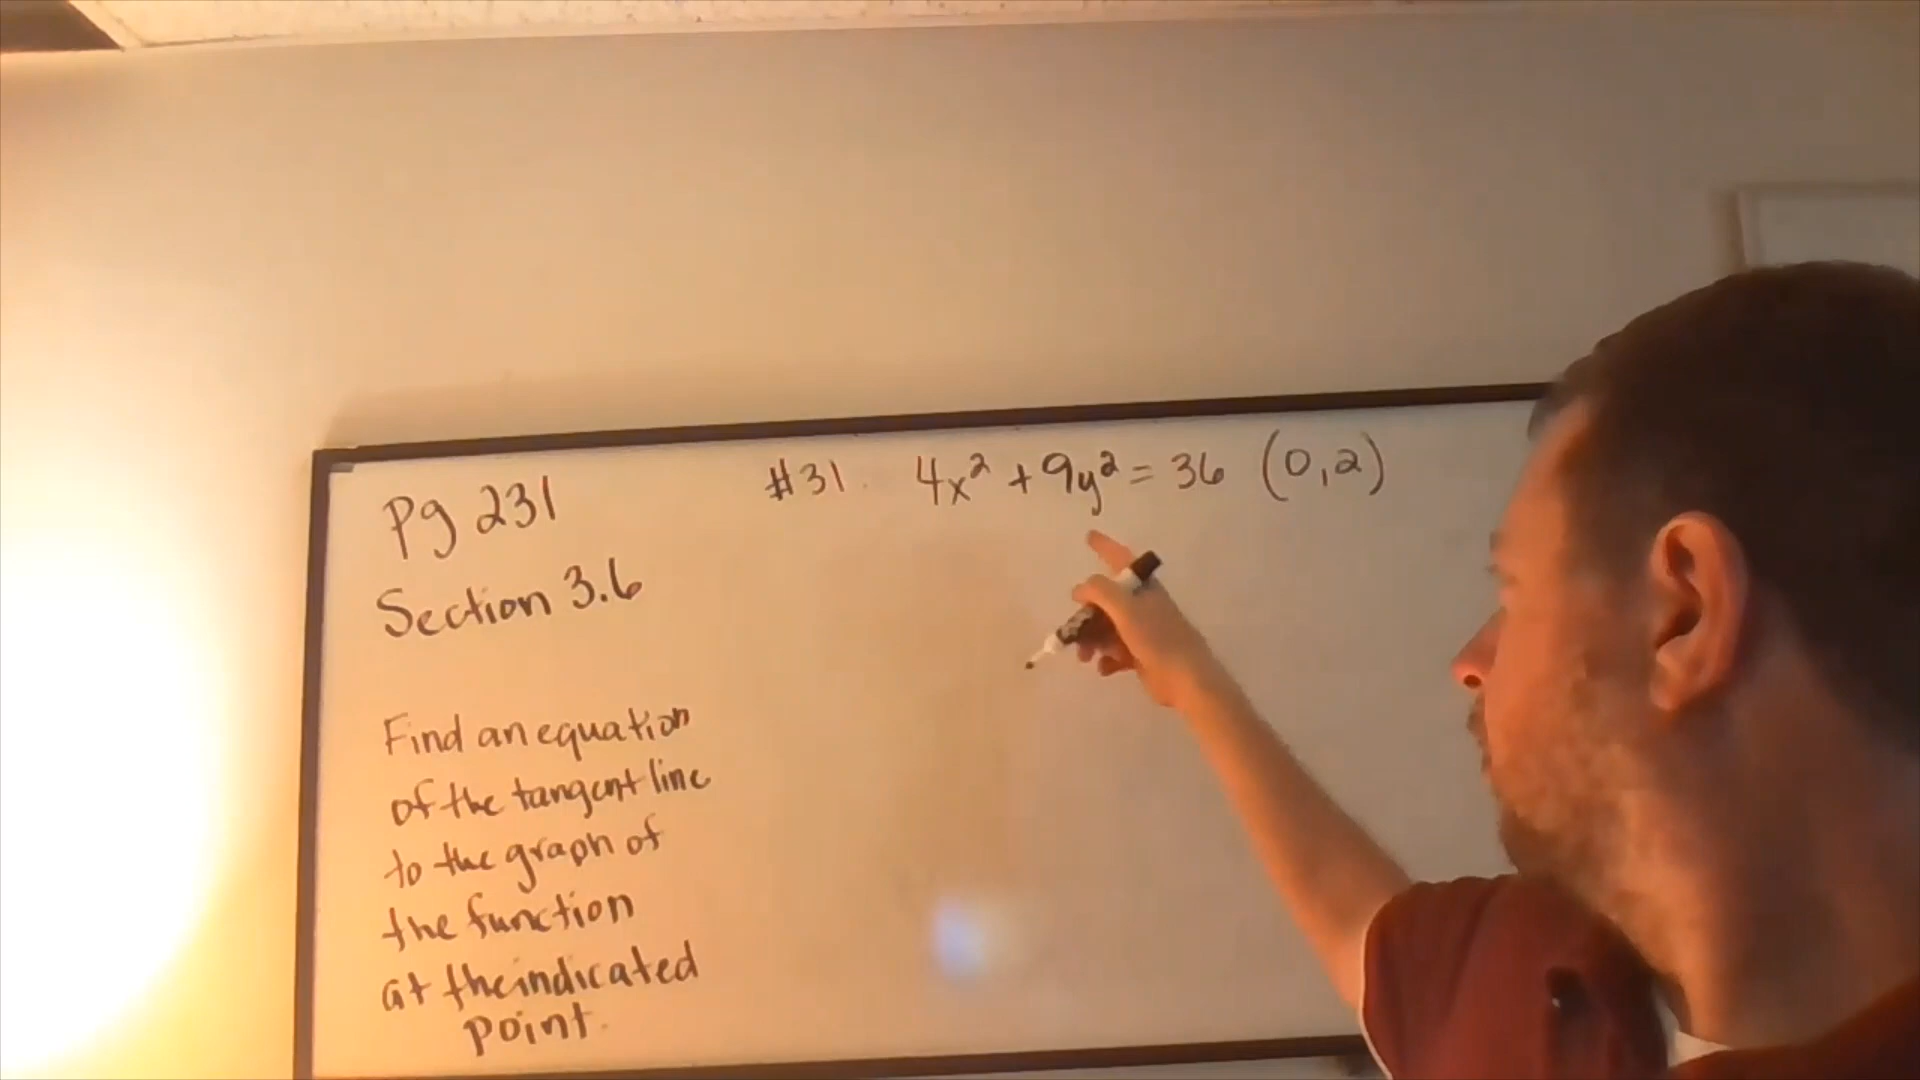 Pg 231
Section 3.6
Find an equation
of the tangent line
to the graph of
the function
at the indicated
point.
#31. 4x² + 9y² = 36 (0,2)